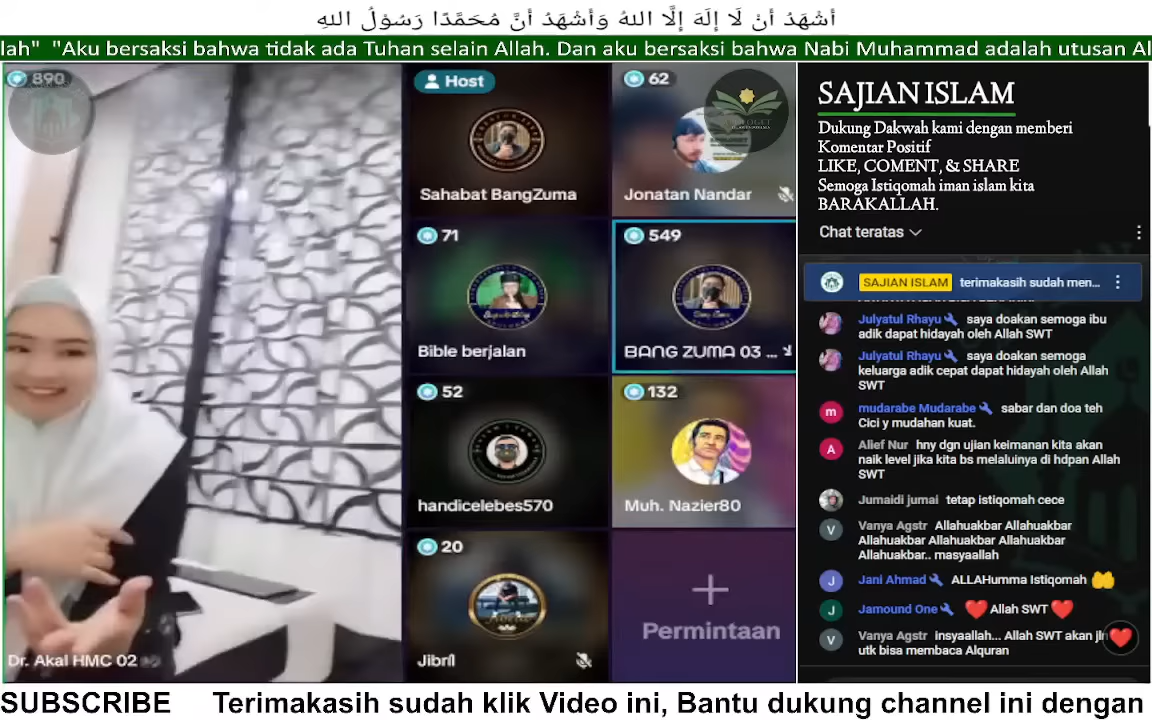 أَشْهَدُ أَنْ لَا إِلَهَ إِلَّا اللهُ وَأَشْهَدُ أَنَّ مُحَمَّدًا رَسُوْلُ اللهِ
lah" "Aku bersaksi bahwa tidak ada Tuhan selain Allah. Dan aku bersaksi bahwa Nabi Muhammad adalah utusan Al
890
Host
Sahabat BangZuma
62
Jonatan Nandar
71
Bible berjalan
549
BANG ZUMA 03 ...
52
handicelebes570
132
Muh. Nazier80
20
Jibril
Permintaan
Dr. Akal HMC 02
SAJIAN ISLAM
Dukung Dakwah kami dengan memberi
Komentar Positif
LIKE, COMENT, & SHARE
Semoga Istiqomah iman islam kita
BARAKALLAH.
Chat teratas
SAJIAN ISLAM terimakasih sudah men...
Julyatul Rhayu saya doakan semoga ibu
adik dapat hidayah oleh Allah SWT
Julyatul Rhayu saya doakan semoga
keluarga adik cepat dapat hidayah oleh Allah
SWT
m mudarabe Mudarabe sabar dan doa teh
Cici y mudahan kuat.
A Alief Nur hny dgn ujian keimanan kita akan
naik level jika kita bs melaluinya di hdpan Allah
SWT
Jumaidi jumai tetap istiqomah cece
V Vanya Agstr Allahuakbar Allahuakbar
Allahuakbar Allahuakbar Allahuakbar
Allahuakbar.. masyaallah
J Jani Ahmad ALLAHumma Istiqomah 🤲
J Jamound One ❤️ Allah SWT ❤️
V Vanya Agstr insyaallah... Allah SWT akan jln
utk bisa membaca Alquran
SUBSCRIBE Terimakasih sudah klik Video ini, Bantu dukung channel ini dengan